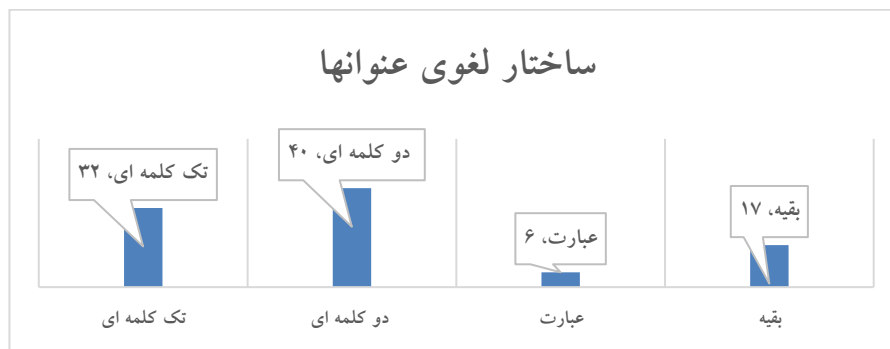 ساختار لغوی عنوانها
تک کلمه ای، ۳۲
دو کلمه ای، ۴۰
عبارت، ۶
بقیه، ۱۷
تک کلمه ای
دو کلمه ای
عبارت
بقیه